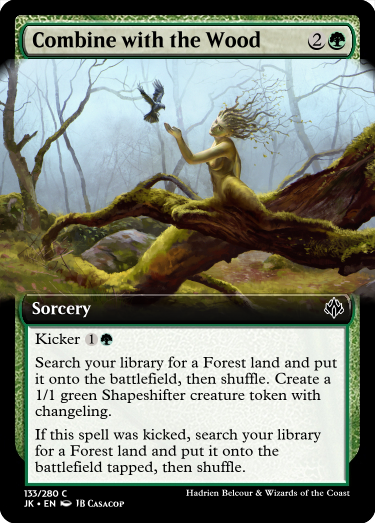 Combine with the Wood 2
Sorcery
Kicker 1
Search your library for a Forest land and put
it onto the battlefield, then shuffle. Create a
1/1 green Shapeshifter creature token with
changeling.
If this spell was kicked, search your library
for a Forest land and put it onto the
battlefield tapped, then shuffle.
133/280 C
JK • EN JB Casacop
Hadrien Belcour & Wizards of the Coast